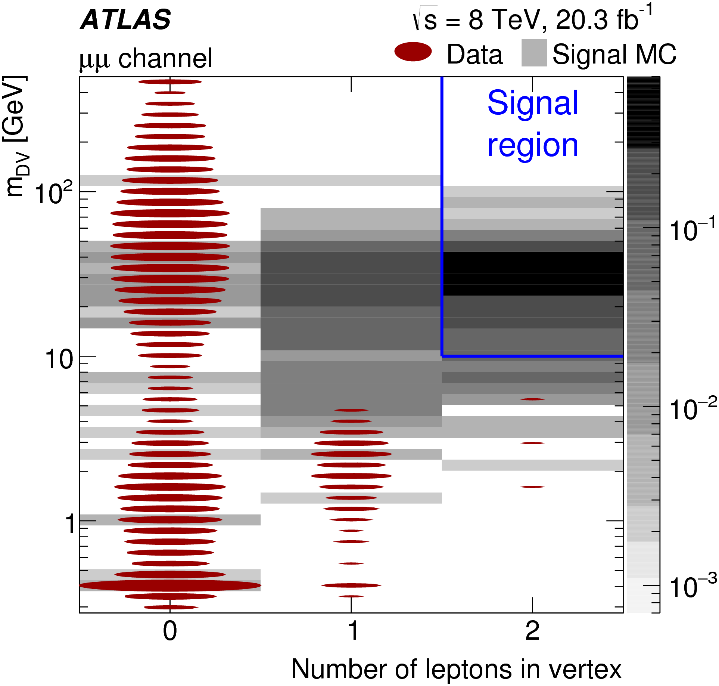 ATLAS √s = 8 TeV, 20.3 fb⁻¹
μμ channel Data Signal MC
m_DV [GeV]
Signal
region
10²
10
1
10⁻¹
10⁻²
10⁻³
0 1 2
Number of leptons in vertex